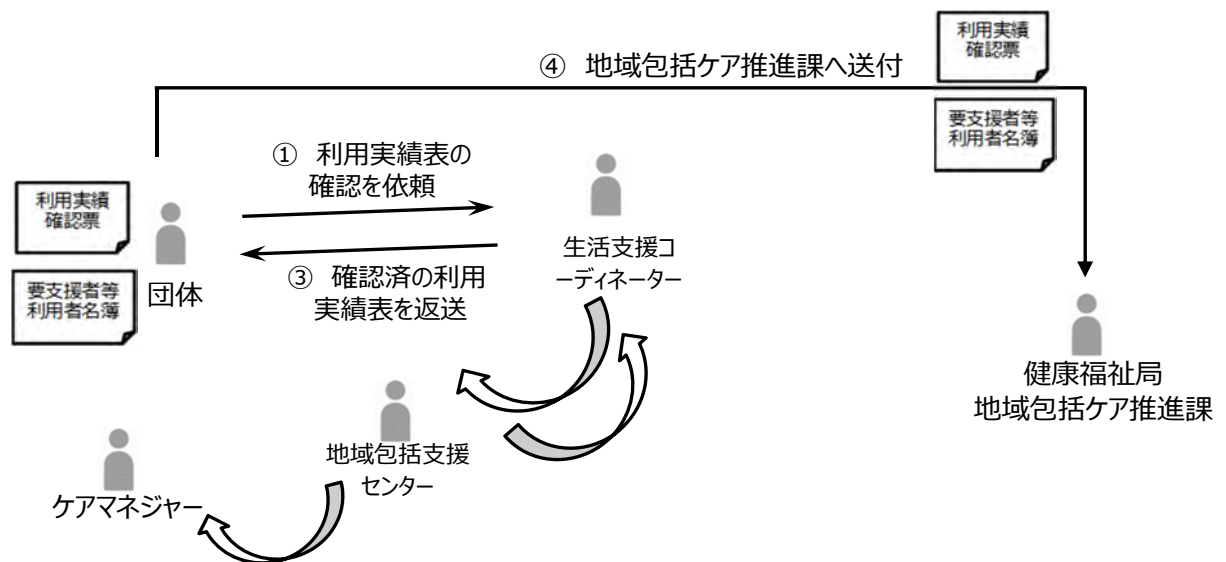 ④ 地域包括ケア推進課へ送付
利用実績
確認票
要支援者等
利用者名簿
① 利用実績表の
確認を依頼
利用実績
確認票
要支援者等
利用者名簿
団体
③ 確認済の利用
実績表を返送
生活支援コ
ーディネーター
健康福祉局
地域包括ケア推進課
地域包括支援
センター
ケアマネジャー